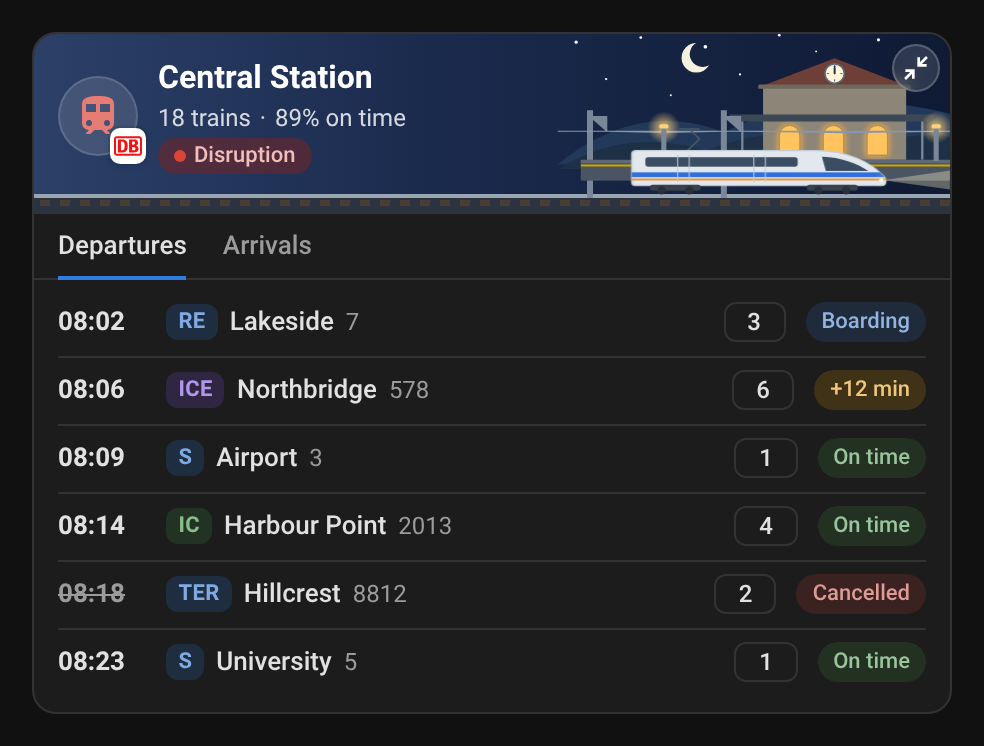 Central Station
18 trains · 89% on time
DB
Disruption
Departures Arrivals
08:02 RE Lakeside 7 3 Boarding
08:06 ICE Northbridge 578 6 +12 min
08:09 S Airport 3 1 On time
08:14 IC Harbour Point 2013 4 On time
08:18 TER Hillcrest 8812 2 Cancelled
08:23 S University 5 1 On time